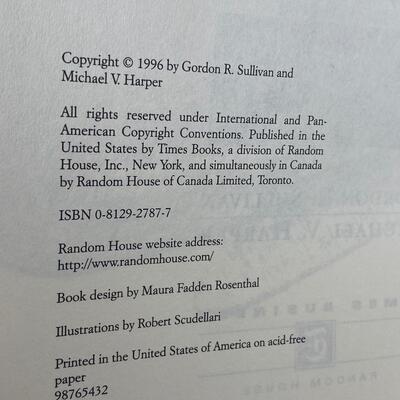 Copyright © 1996 by Gordon R. Sullivan and
Michael V. Harper
All rights reserved under International and Pan-
American Copyright Conventions. Published in the
United States by Times Books, a division of Random
House, Inc., New York, and simultaneously in Canada
by Random House of Canada Limited, Toronto.
ISBN 0-8129-2787-7
Random House website address:
http://www.randomhouse.com/
Book design by Maura Fadden Rosenthal
Illustrations by Robert Scudellari
Printed in the United States of America on acid-free
paper
98765432